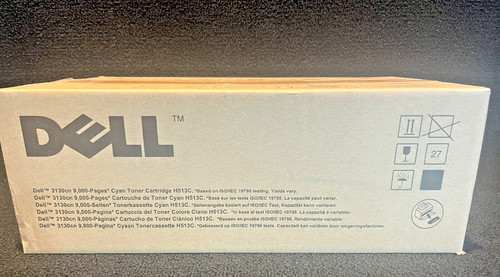 DELL™
27
Dell™ 3130cn 9,000-Pages* Cyan Toner Cartridge H513C. *Based on ISO/IEC 19798 testing. Yields vary.
Dell™ 3130cn 9,000-Pages* Cartouche de Toner Cyan H513C. *Basé sur les tests ISO/IEC 19798. La capacité peut varier.
Dell™ 3130cn 9,000-Seiten* Tonerkassette Cyan H513C. *Seitenangabe basiert auf ISO/IEC Test, Kapazität kann variieren.
Dell™ 3130cn 9,000-Pagine* Cartuccia del Toner Colore Ciano H513C. *In base al test ISO/IEC 19798. La capacità è variabile.
Dell™ 3130cn 9,000-Páginas* Cartucho de Toner Ciánico H513C. *Basado en prueba ISO/IEC 19798. Rendimiento variable.
Dell™ 3130cn 9,000-Pagina* Cyaan Tonercassette H513C. *Gebaseerd op ISO/IEC 19798 tests. Capaciteit kan variëren door omgevingsfactoren.